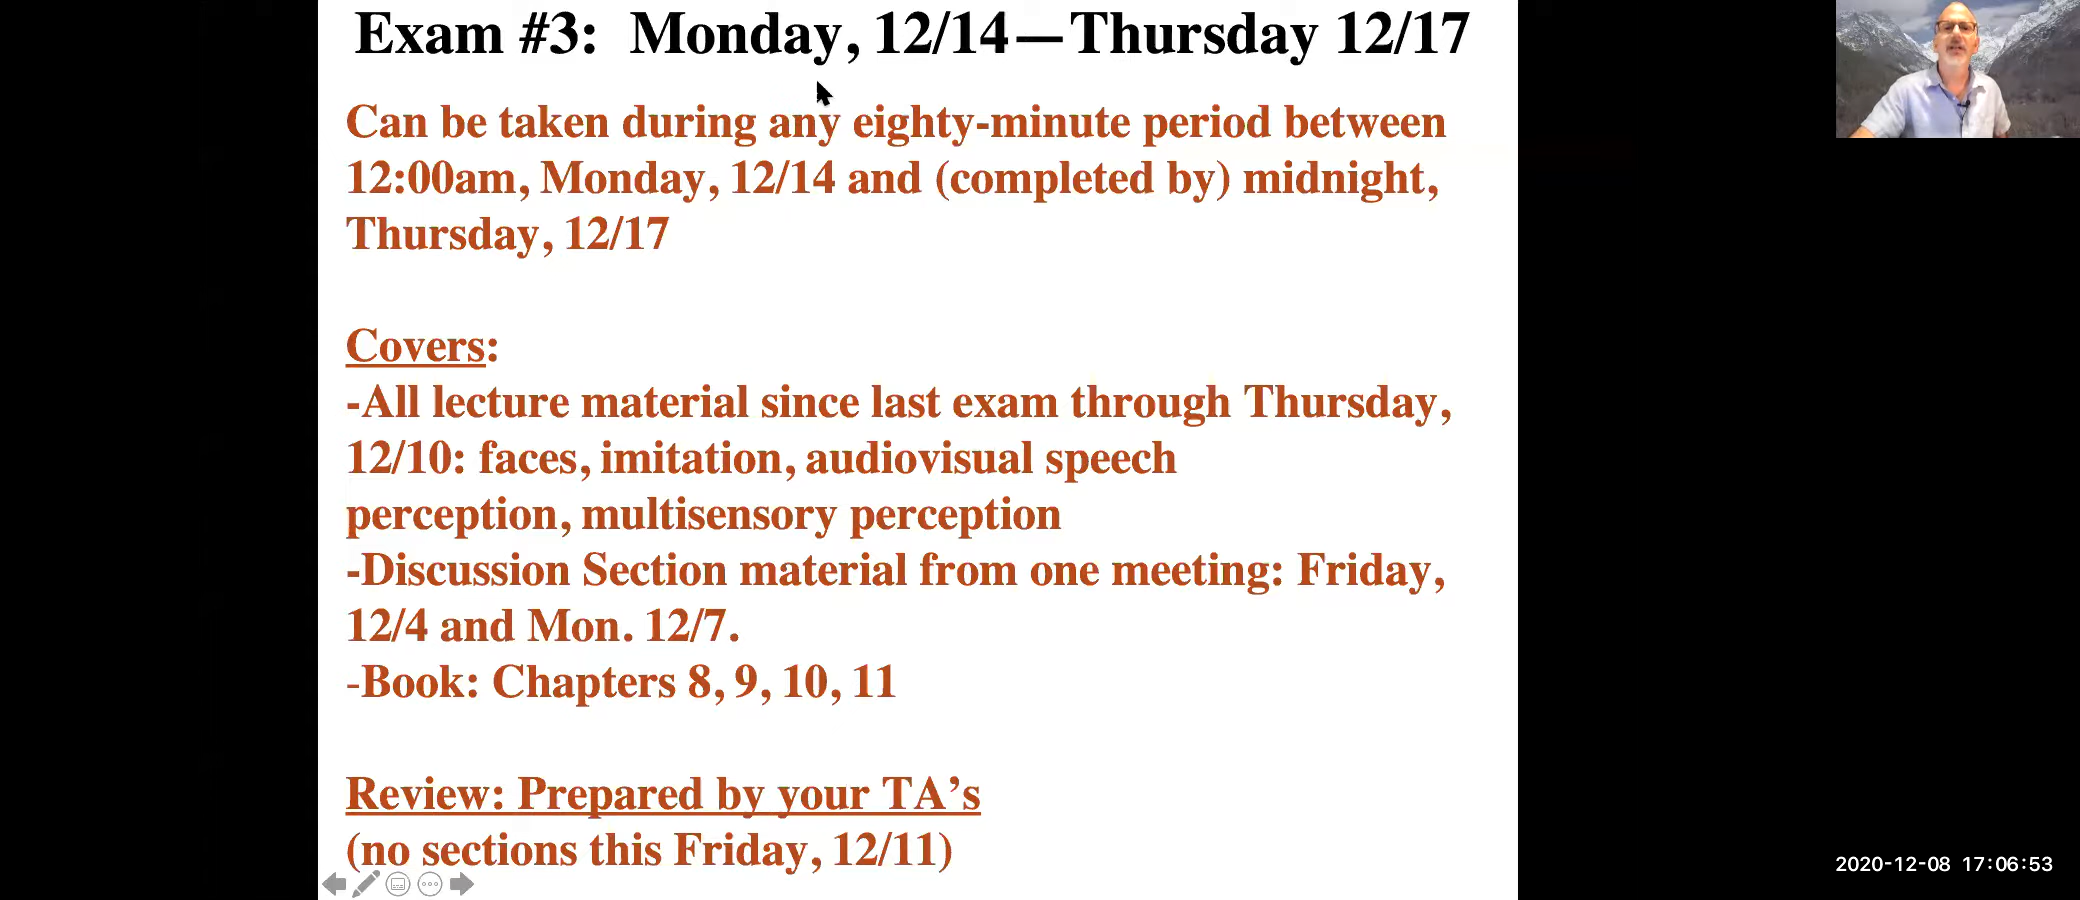 Exam #3:  Monday, 12/14—Thursday 12/17
Can be taken during any eighty-minute period between
12:00am, Monday, 12/14 and (completed by) midnight,
Thursday, 12/17
Covers:
-All lecture material since last exam through Thursday,
12/10: faces, imitation, audiovisual speech
perception, multisensory perception
-Discussion Section material from one meeting: Friday,
12/4 and Mon. 12/7.
-Book: Chapters 8, 9, 10, 11
Review: Prepared by your TA’s
(no sections this Friday, 12/11)
2020-12-08 17:06:53